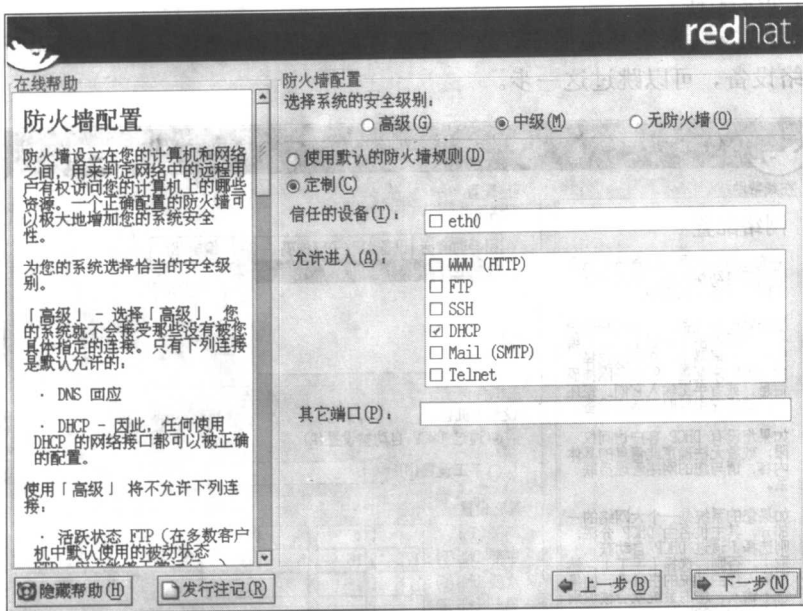 redhat.
给设备，可以跳过这一步。
在线帮助
防火墙配置
防火墙设立在您的计算机和网络
之间，用来判定网络中的远程用
户有权访问您的计算机上的哪些
资源。一个正确配置的防火墙可
以极大地增加您的系统安全
性。
为您的系统选择恰当的安全级
别。
「高级」 - 选择「高级」，您
的系统就不会接受那些没有被您
具体指定的连接。只有下列连接
是默认允许的：
· DNS 回应
· DHCP - 因此，任何使用
DHCP 的网络接口都可以被正确
的配置。
使用「高级」 将不允许下列连
接：
· 活跃状态 FTP（在多数客户
机中默认使用的被动状态
防火墙配置
选择系统的安全级别：
高级(G) 中级(M) 无防火墙(O)
使用默认的防火墙规则(D)
定制(C)
信任的设备(T)：
eth0
允许进入(A)：
WWW (HTTP)
FTP
SSH
DHCP
Mail (SMTP)
Telnet
其它端口(P)：
隐藏帮助(H) 发行注记(R) 上一步(B) 下一步(N)